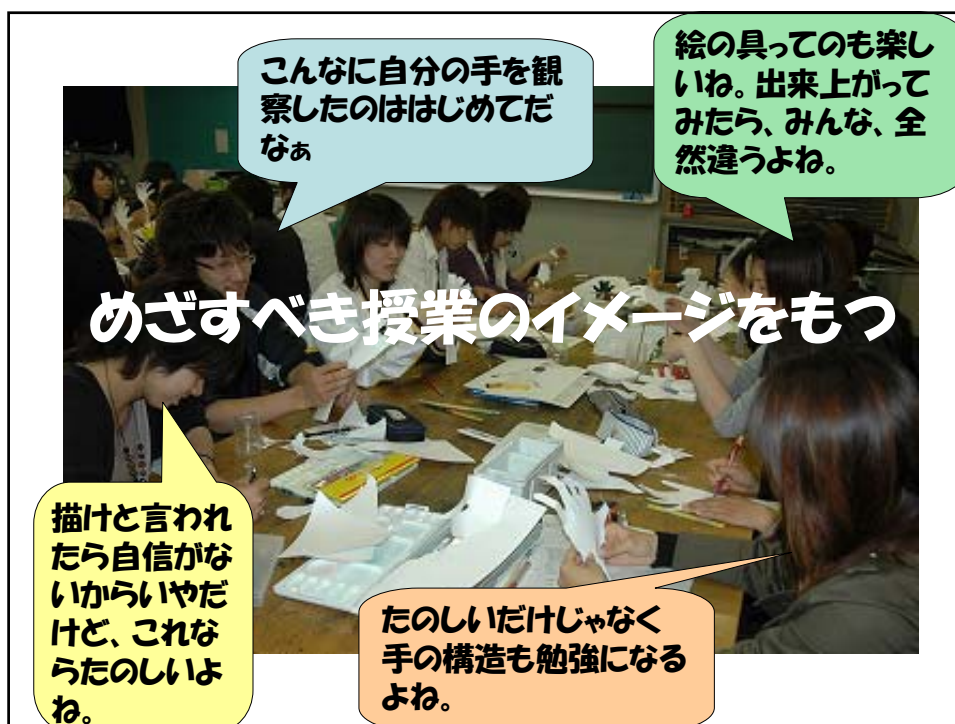 こんなに自分の手を観
察したのははじめてだ
なぁ
絵の具ってのも楽し
いね。出来上がって
みたら、みんな、全
然違うよね。
めざすべき授業のイメージをもつ
描けと言われ
たら自信がな
いからいやだ
けど、これな
らたのしいよ
ね。
たのしいだけじゃなく
手の構造も勉強になる
よね。